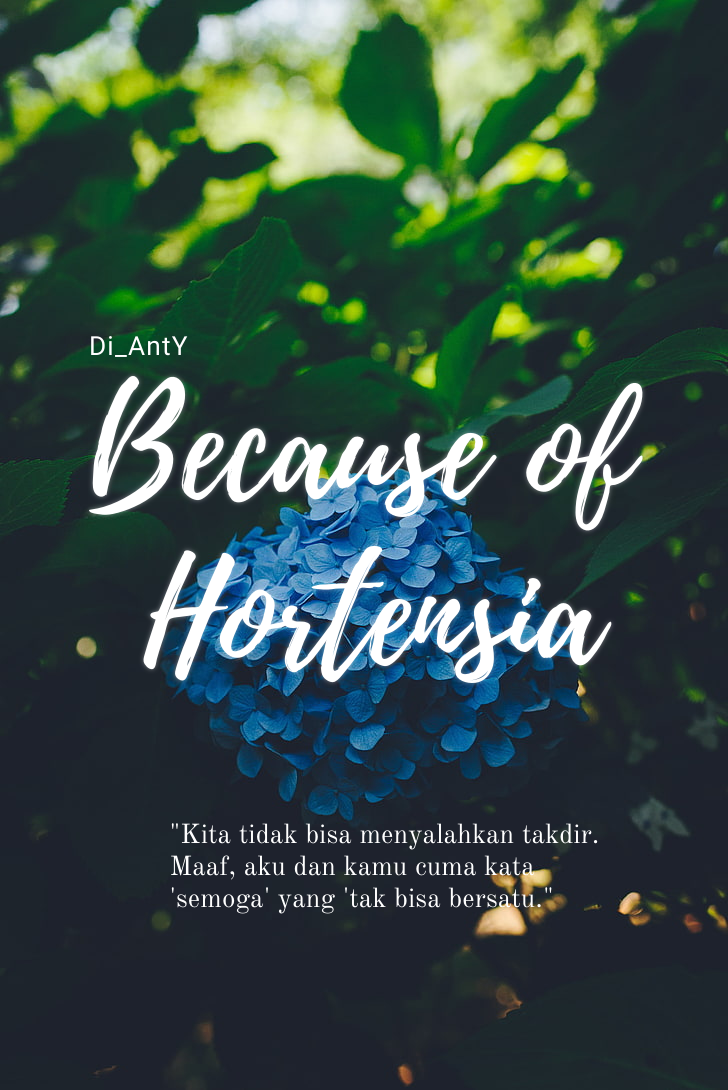 Di_AntY
Because of
Hortensia
"Kita tidak bisa menyalahkan takdir.
Maaf, aku dan kamu cuma kata
'semoga' yang 'tak bisa bersatu."